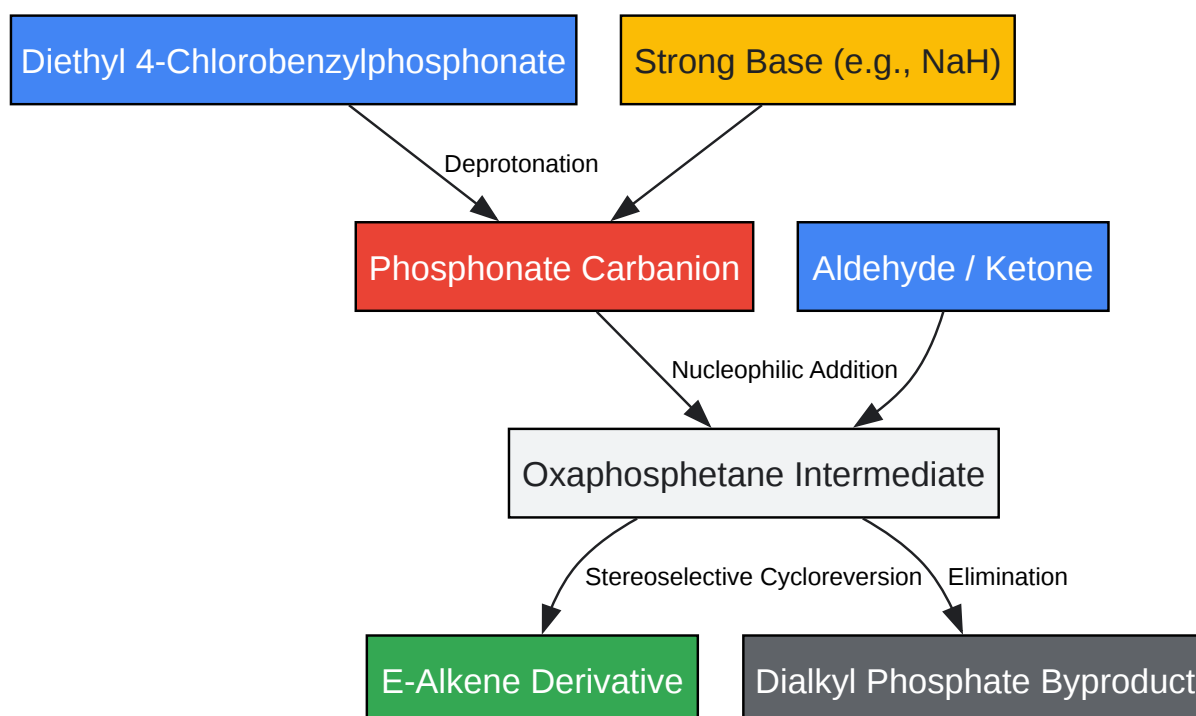 Diethyl 4-Chlorobenzylphosphonate
Strong Base (e.g., NaH)
Deprotonation
Phosphonate Carbanion
Aldehyde / Ketone
Nucleophilic Addition
Oxaphosphetane Intermediate
Stereoselective Cycloreversion
Elimination
E-Alkene Derivative
Dialkyl Phosphate Byproduct